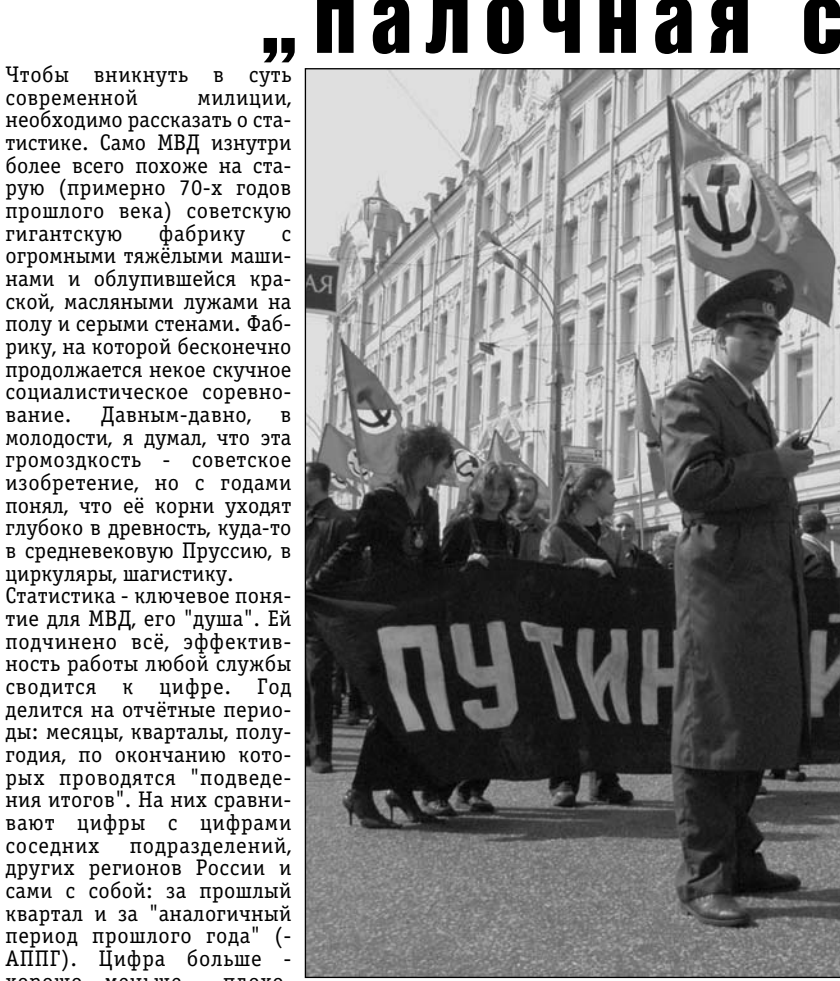 „палочная с
Чтобы вникнуть в суть
современной милиции,
необходимо рассказать о ста-
тистике. Само МВД изнутри
более всего похоже на ста-
рую (примерно 70-х годов
прошлого века) советскую
гигантскую фабрику с
огромными тяжёлыми маши-
нами и облупившейся кра-
ской, масляными лужами на
полу и серыми стенами. Фаб-
рику, на которой бесконечно
продолжается некое скучное
социалистическое соревно-
вание. Давным-давно, в
молодости, я думал, что эта
громоздкость - советское
изобретение, но с годами
понял, что её корни уходят
глубоко в древность, куда-то
в средневековую Пруссию, в
циркуляры, шагистику.
Статистика - ключевое поня-
тие для МВД, его "душа". Ей
подчинено всё, эффектив-
ность работы любой службы
сводится к цифре. Год
делится на отчётные перио-
ды: месяцы, кварталы, полу-
годия, по окончанию кото-
рых проводятся "подведе-
ния итогов". На них сравни-
вают цифры с цифрами
соседних подразделений,
других регионов России и
сами с собой: за прошлый
квартал и за "аналогичный
период прошлого года" (-
АППГ). Цифра больше -
хорошо, меньше - плохо.
АЯ
ПУТИН Й